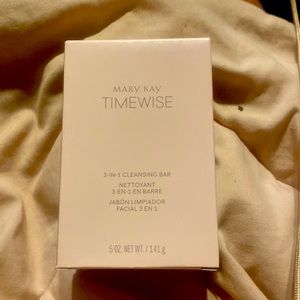 MARY KAY
TIMEWISE
3-IN-1 CLEANSING BAR
NETTOYANT
3-EN-1 EN BARRE
JABÓN LIMPIADOR
FACIAL 3 EN 1
5 OZ. NET WT. / 141 g